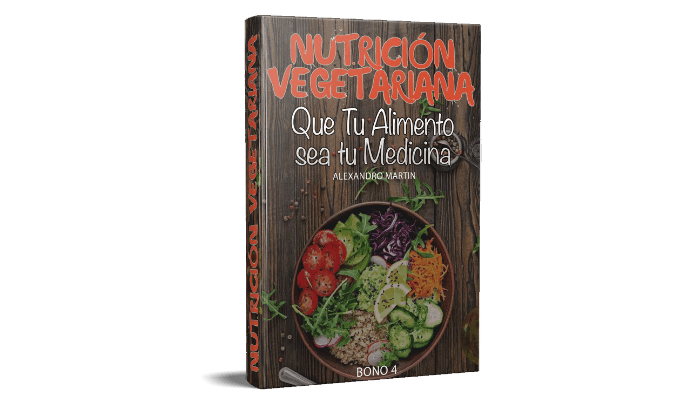 NUTRICIÓN
VEGETARIANA
Que Tu Alimento
sea tu Medicina
ALEXANDRO MARTIN
BONO 4
NUTRICIÓN VEGETARIANA